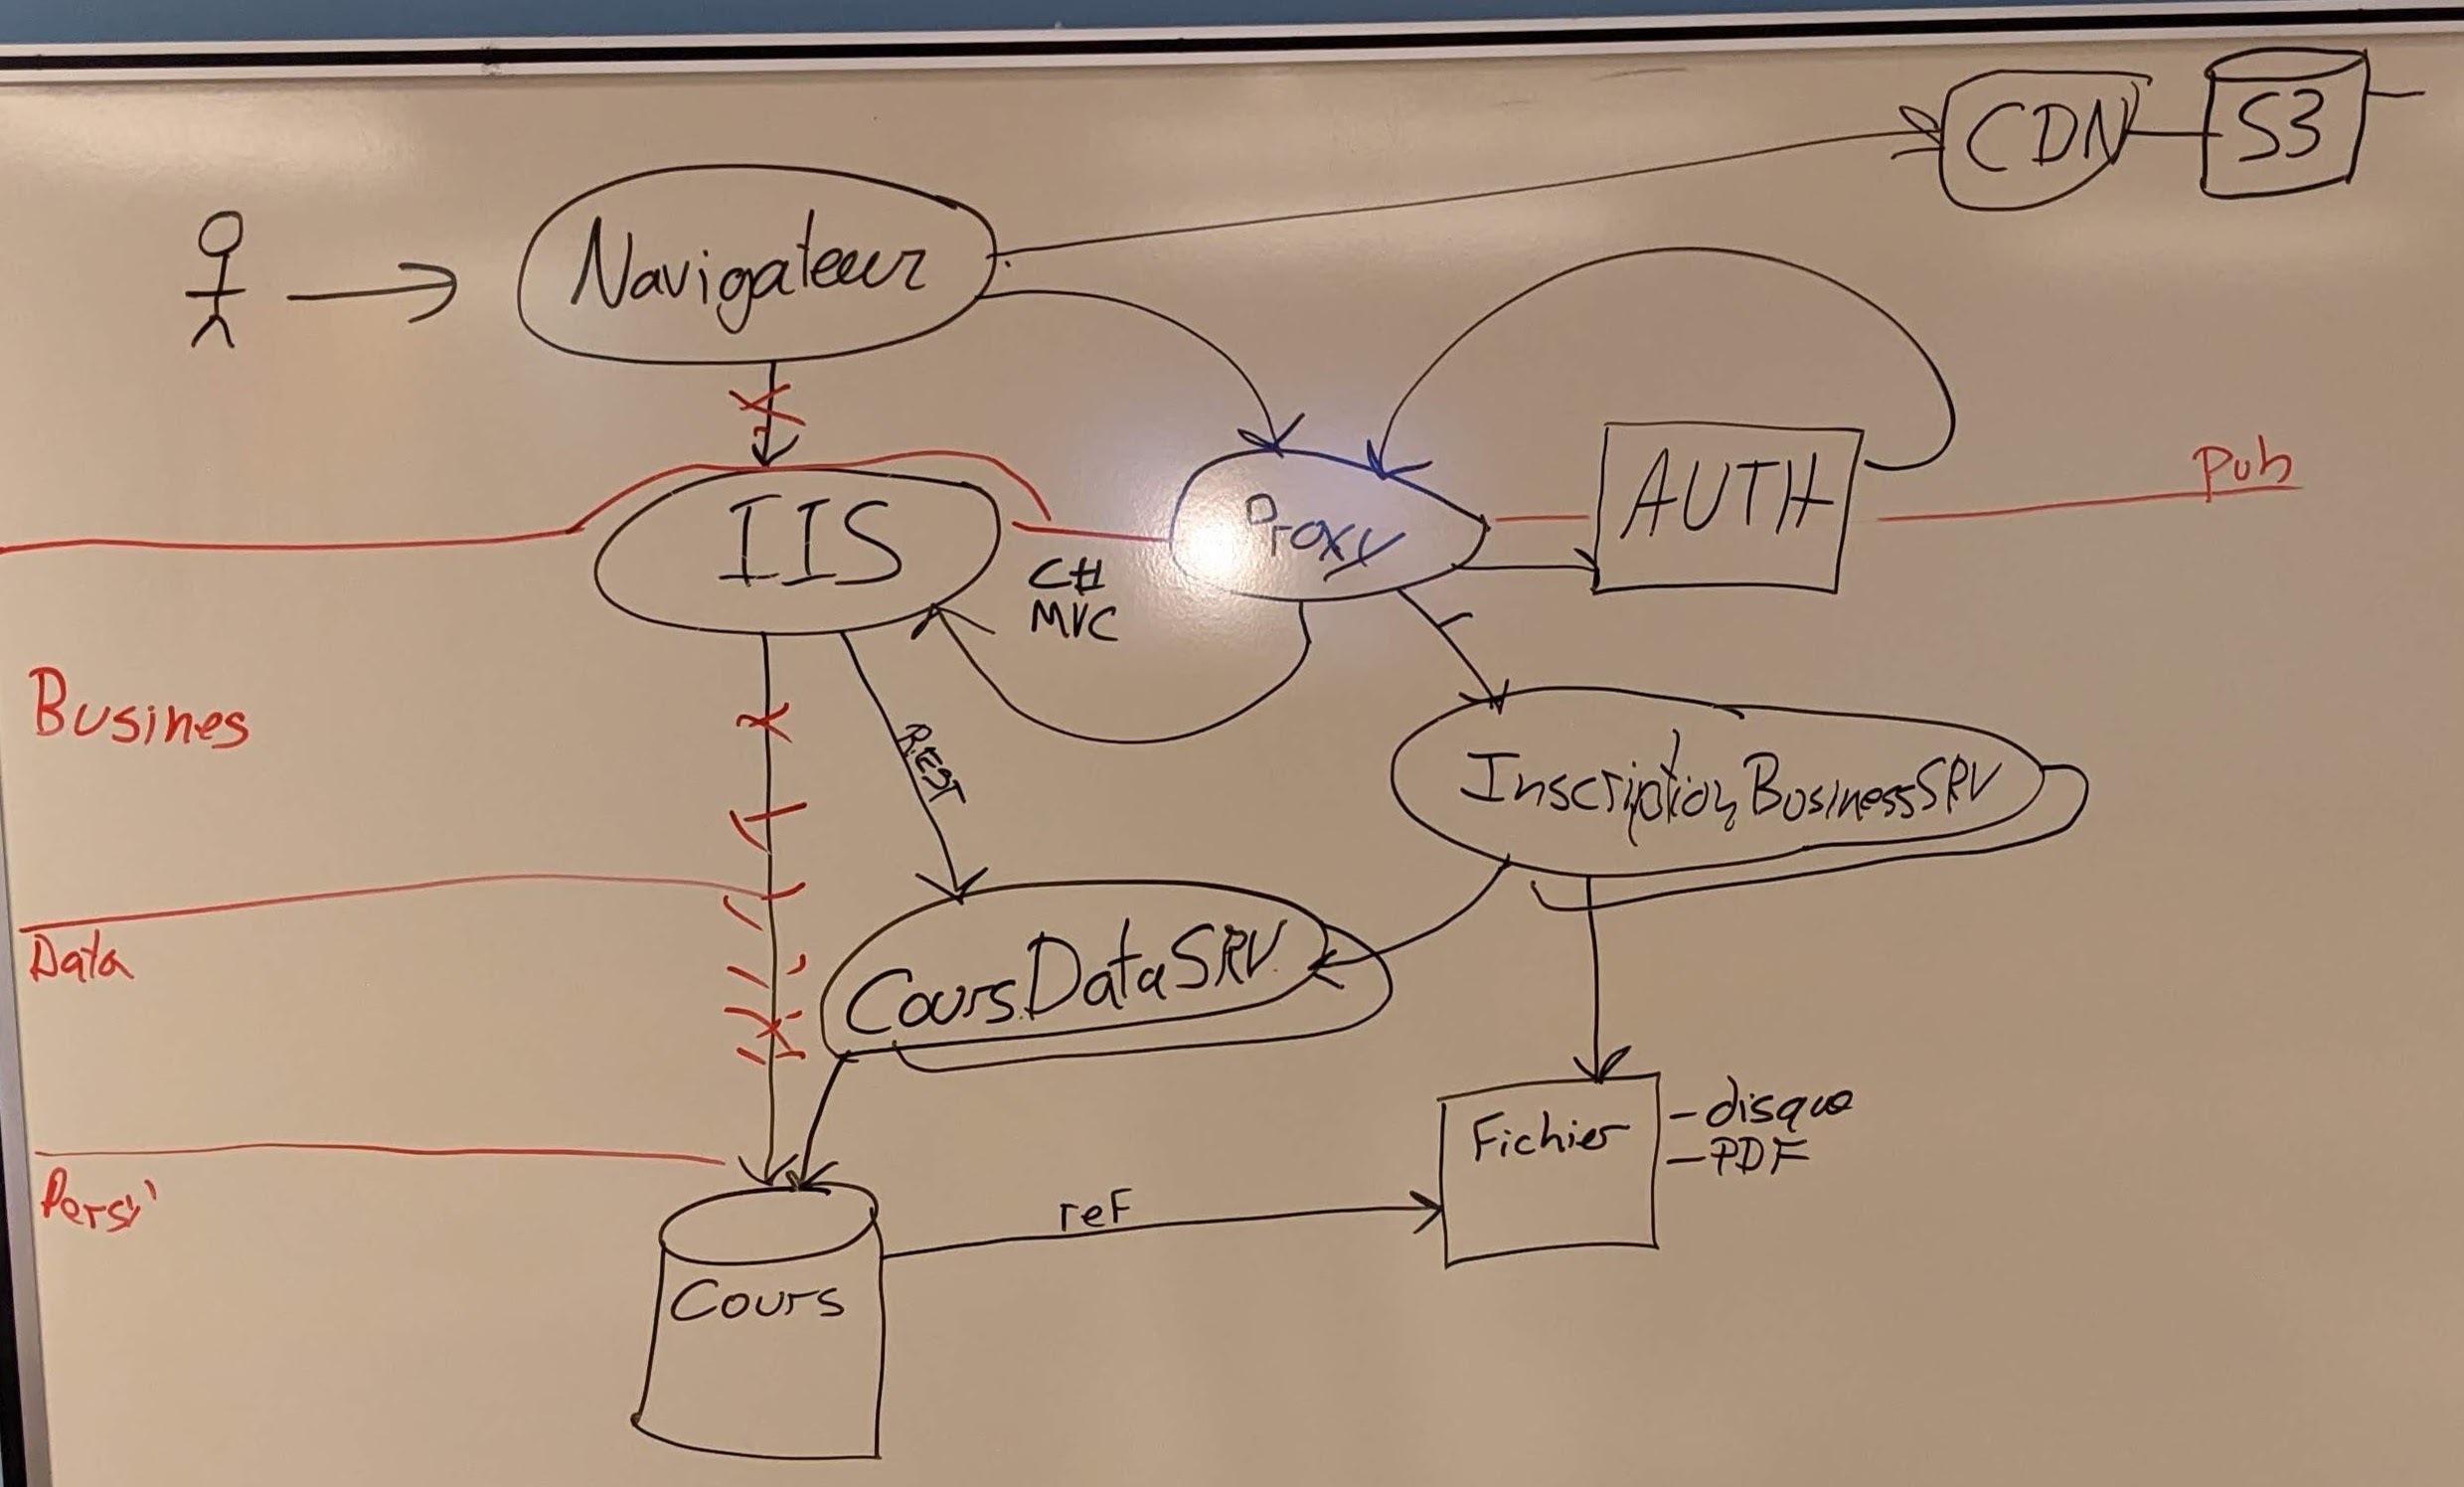 CDN
S3
Navigateur
Pub
IIS
Proxy
AUTH
C#
MVC
Busines
REST
InscriptionBusinessSRV
Data
CoursDataSRV
Fichier
- disque
- PDF
Persi'
ref
Cours